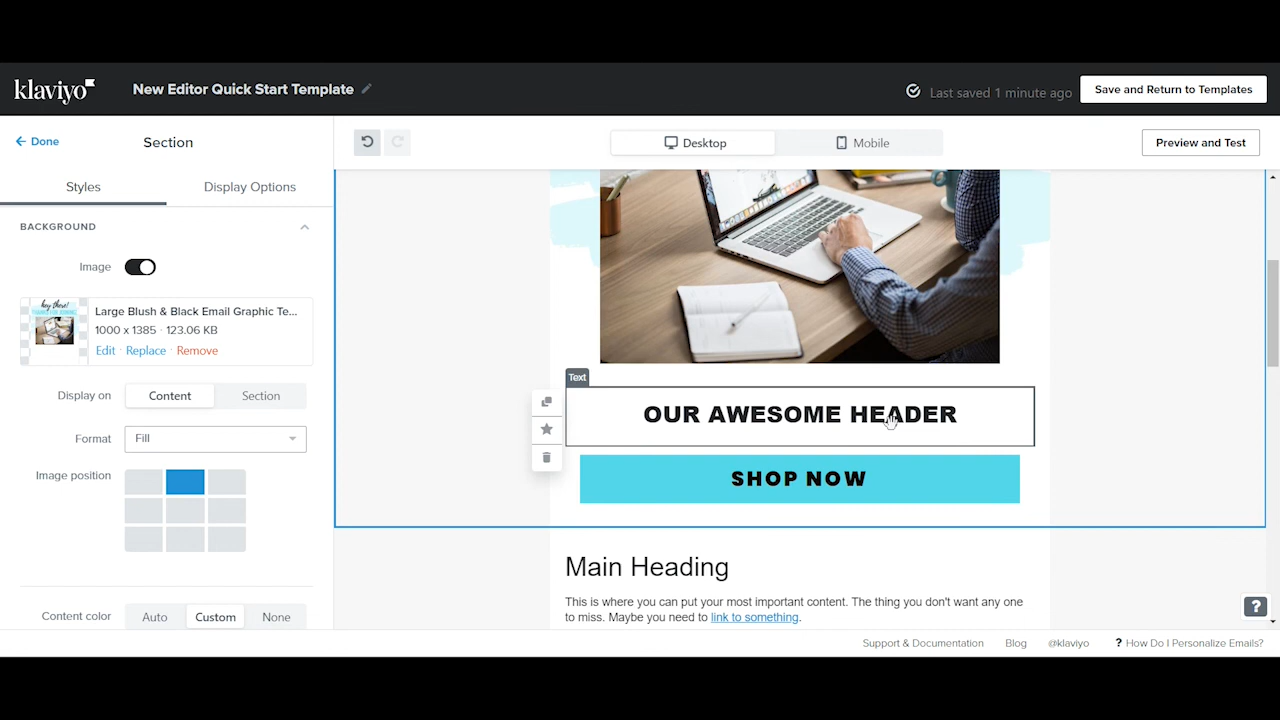 klaviyo
New Editor Quick Start Template
Last saved 1 minute ago
Save and Return to Templates
Done
Section
Desktop
Mobile
Preview and Test
Styles
Display Options
BACKGROUND
Image
hey there!
Large Blush & Black Email Graphic Te...
1000 x 1385 · 123.06 KB
Edit · Replace · Remove
Display on
Content
Section
Format
Fill
Image position
Content color
Auto
Custom
None
Text
OUR AWESOME HEADER
SHOP NOW
Main Heading
This is where you can put your most important content. The thing you don't want any one
to miss. Maybe you need to link to something.
?
Support & Documentation
Blog
@klaviyo
? How Do I Personalize Emails?